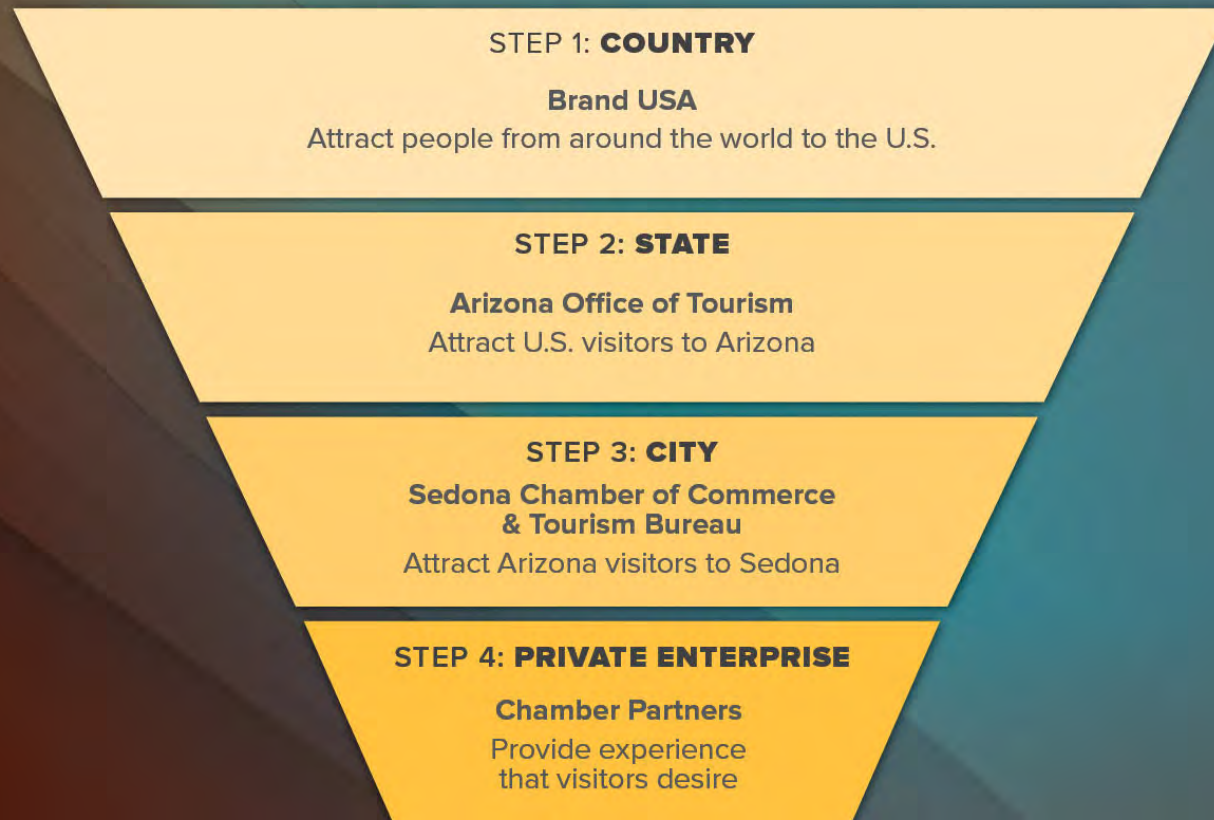 STEP 1: COUNTRY
Brand USA
Attract people from around the world to the U.S.
STEP 2: STATE
Arizona Office of Tourism
Attract U.S. visitors to Arizona
STEP 3: CITY
Sedona Chamber of Commerce
& Tourism Bureau
Attract Arizona visitors to Sedona
STEP 4: PRIVATE ENTERPRISE
Chamber Partners
Provide experience
that visitors desire